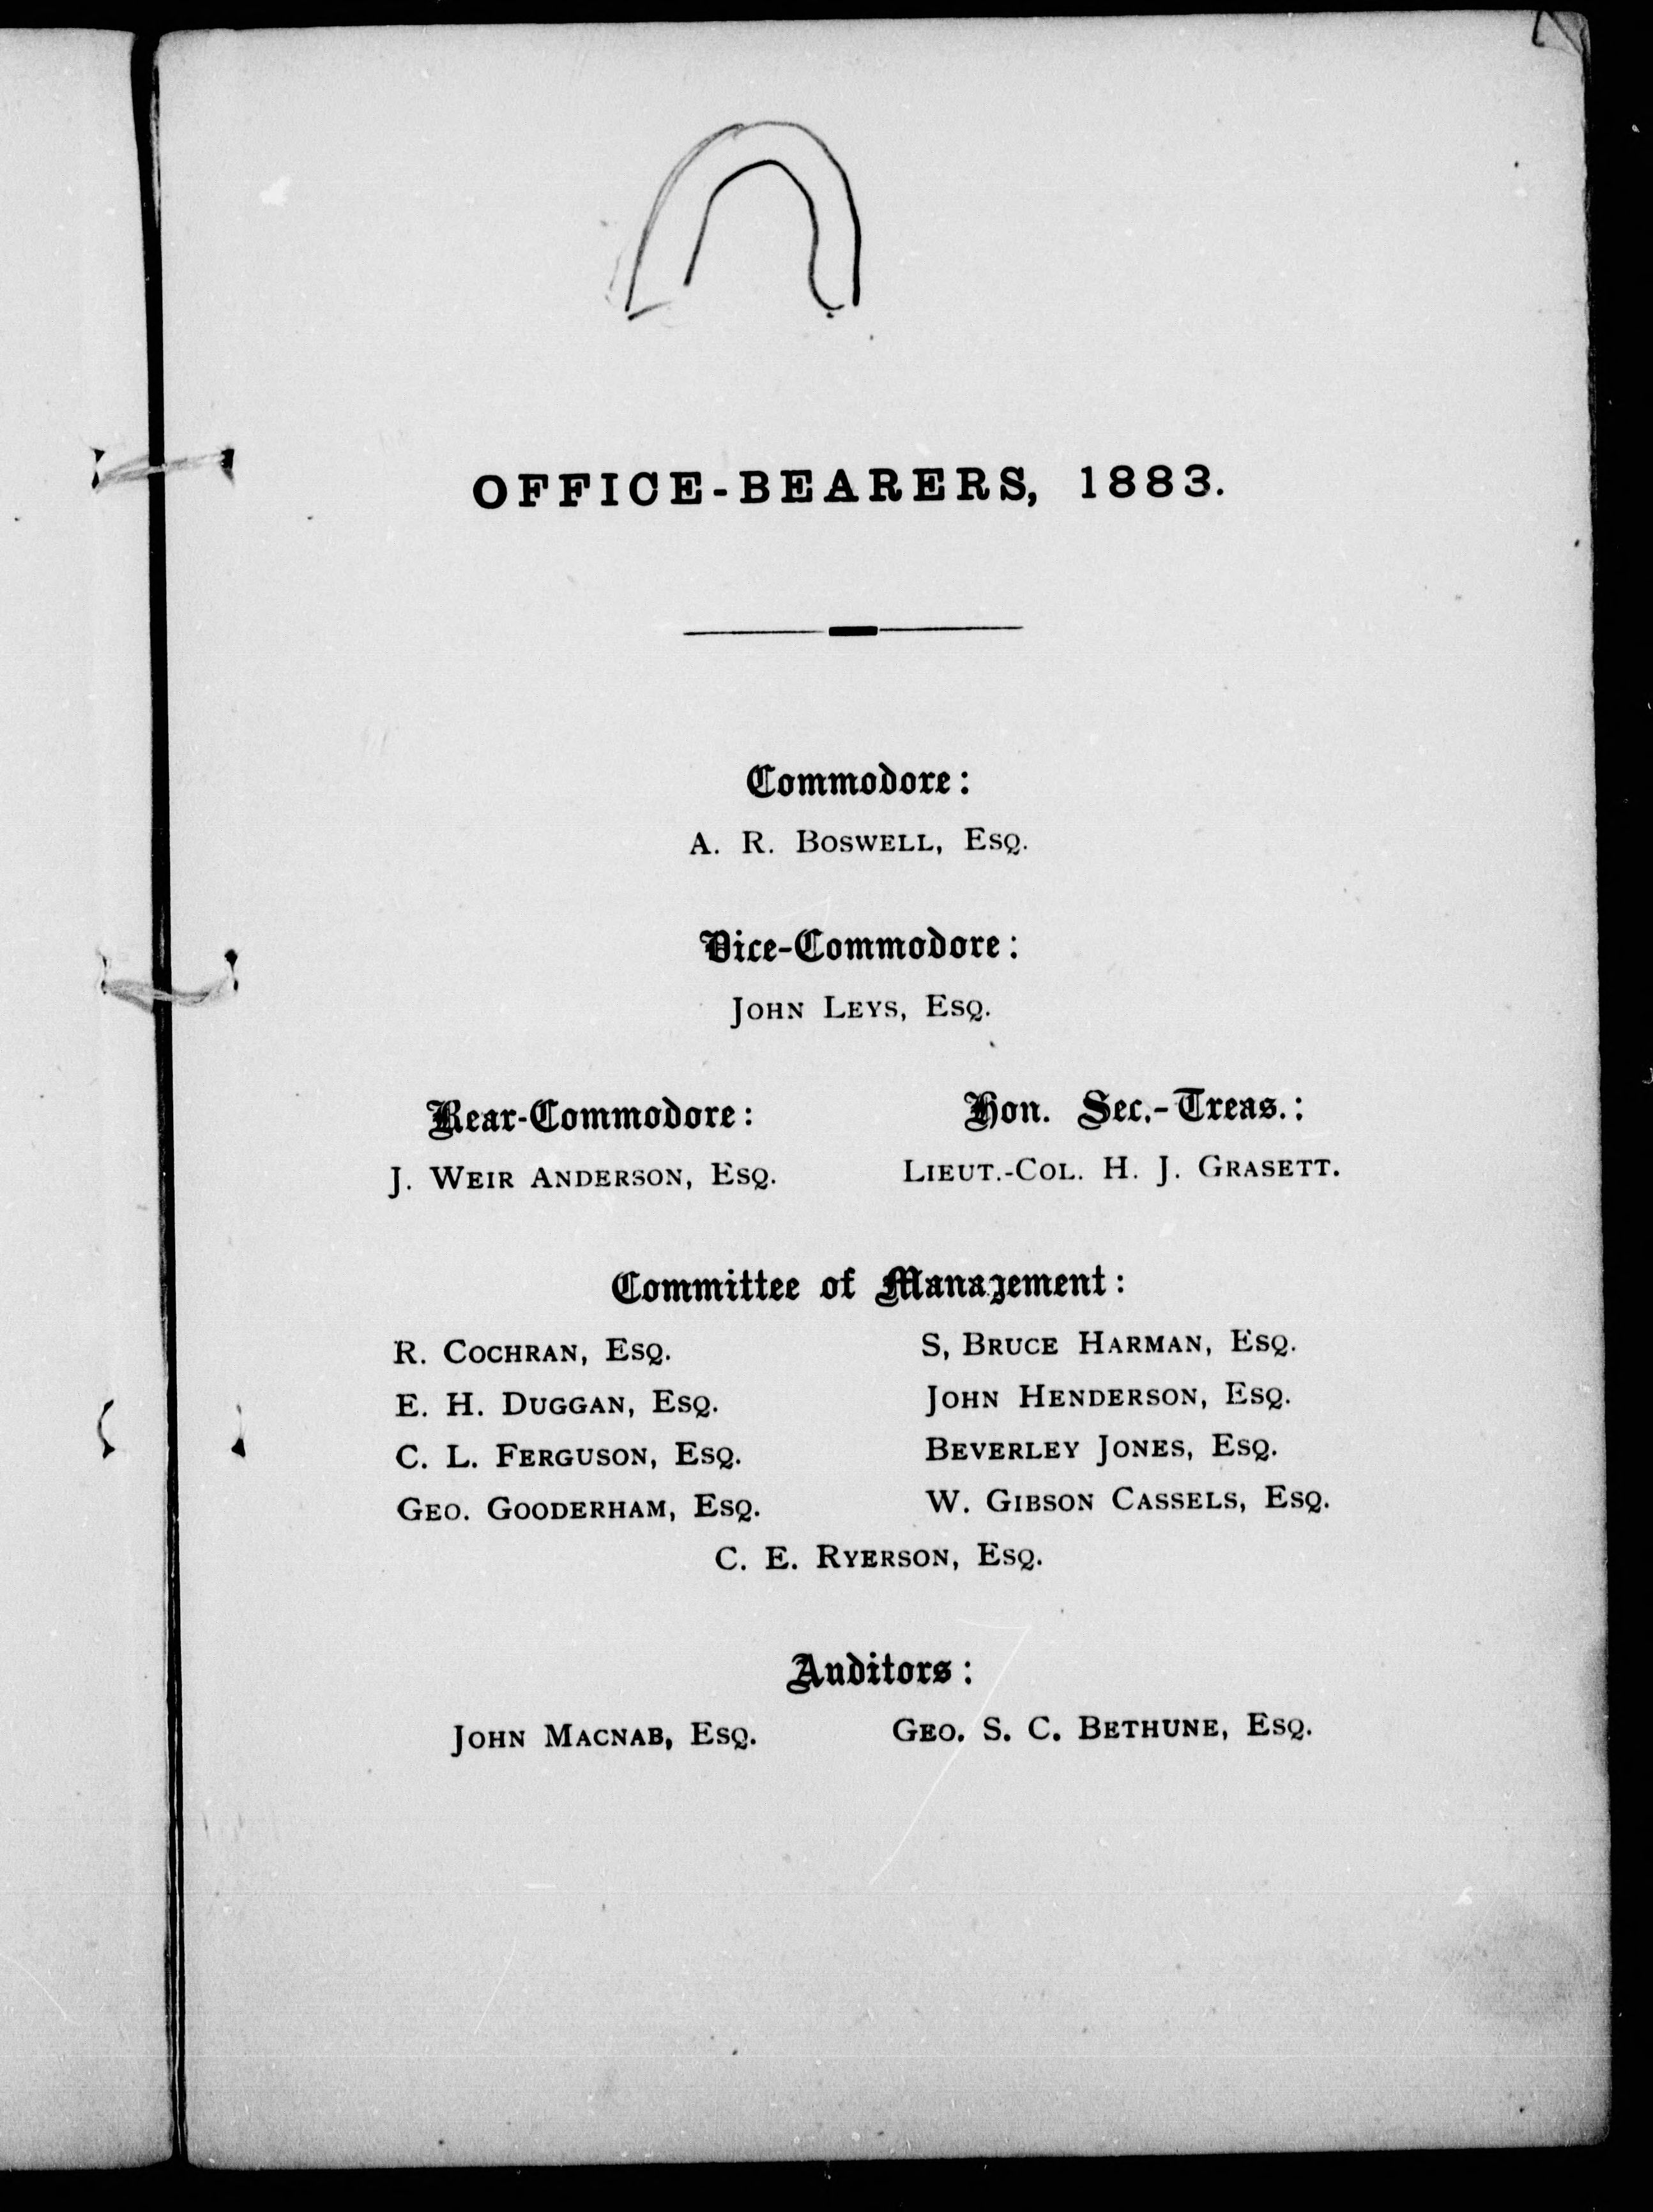 OFFICE-BEARERS, 1883.
Commodore:
A. R. BOSWELL, ESQ.
Vice-Commodore:
JOHN LEYS, ESQ.
Rear-Commodore:
J. WEIR ANDERSON, ESQ.
Hon. Sec.-Treas.:
LIEUT.-COL. H. J. GRASETT.
Committee of Management:
R. COCHRAN, ESQ.
E. H. DUGGAN, ESQ.
C. L. FERGUSON, ESQ.
GEO. GOODERHAM, ESQ.
S, BRUCE HARMAN, ESQ.
JOHN HENDERSON, ESQ.
BEVERLEY JONES, ESQ.
W. GIBSON CASSELS, ESQ.
C. E. RYERSON, ESQ.
Auditors:
JOHN MACNAB, ESQ.
GEO. S. C. BETHUNE, ESQ.